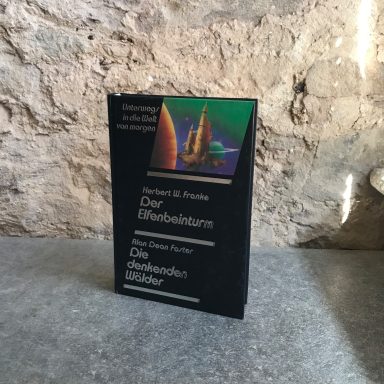 Unterwegs
in die Welt
von morgen
Herbert W. Franke
Der
Elfenbeinturm
Alan Dean Foster
Die
denkenden
Wälder